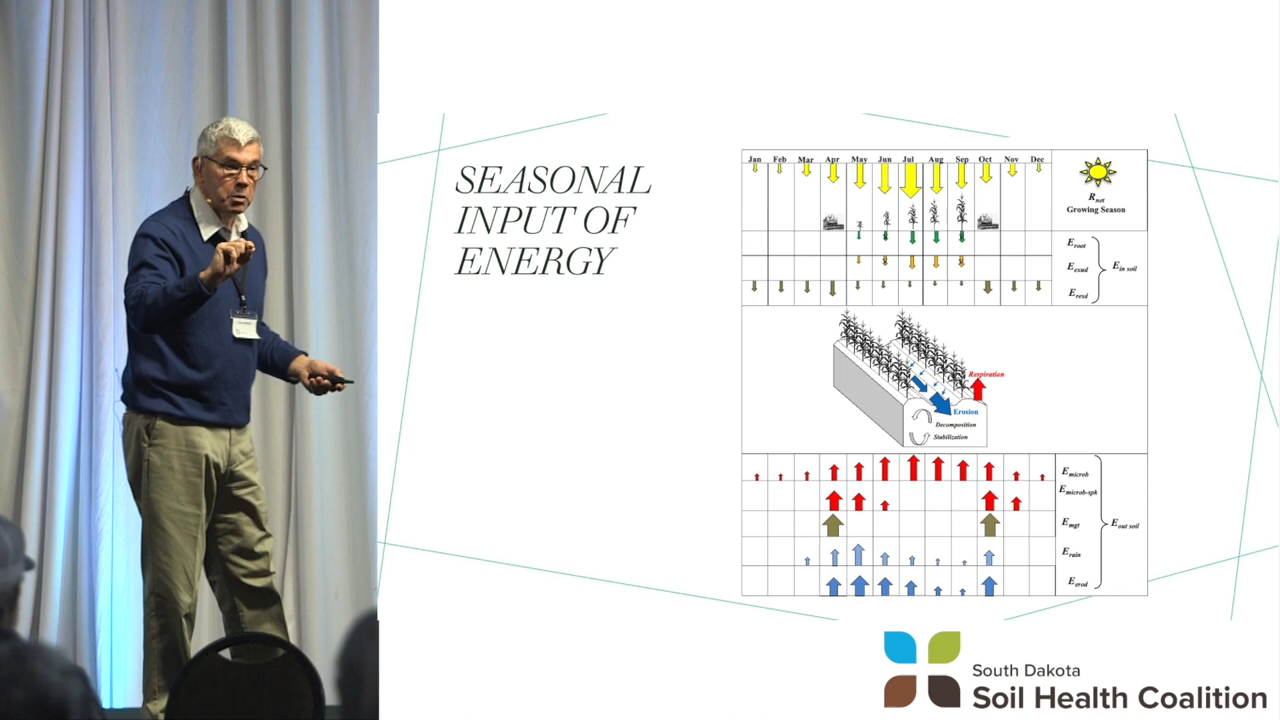 SEASONAL
INPUT OF
ENERGY
Jan Feb Mar Apr May Jun Jul Aug Sep Oct Nov Dec
Rnet
Growing Season
Eroot
Eexud
Ein soil
Eresd
Respiration
Erosion
Decomposition
Stabilization
Emicrob
Emicrob-spk
Emgt
Eout soil
Erain
Eerod
South Dakota
Soil Health Coalition